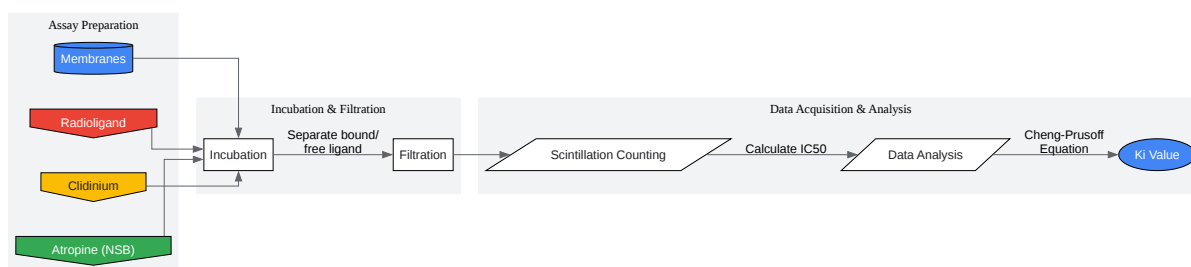 Assay Preparation
Membranes
Radioligand
Clidinium
Atropine (NSB)
Incubation & Filtration
Incubation
Separate bound/
free ligand
Filtration
Data Acquisition & Analysis
Scintillation Counting
Calculate IC50
Data Analysis
Cheng-Prusoff
Equation
Ki Value